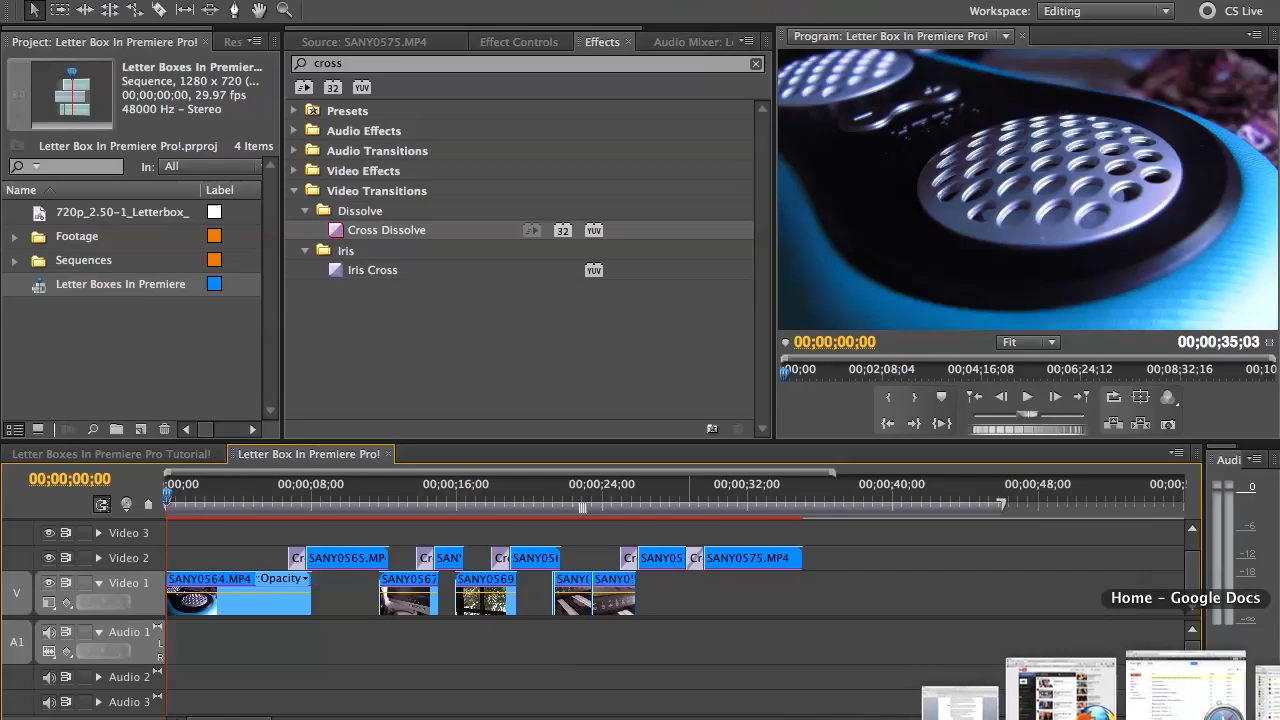 Workspace: Editing
CS Live
Project: Letter Box In Premiere Pro!
Res
Letter Boxes In Premier...
Sequence, 1280 x 720 (...
00;00;00;00, 29.97 fps
48000 Hz - Stereo
Letter Box In Premiere Pro!.prproj 4 Items
In: All
Name Label
720p_2.50-1_Letterbox_
Footage
Sequences
Letter Boxes In Premiere
Source: SANY0575.MP4 Effect Controls Effects Audio Mixer: L
cross
32 YUV
Presets
Audio Effects
Audio Transitions
Video Effects
Video Transitions
Dissolve
Cross Dissolve 32 YUV
Iris
Iris Cross YUV
Program: Letter Box In Premiere Pro!
00;00;00;00 Fit 00;00;35;03
00;00 00;02;08;04 00;04;16;08 00;06;24;12 00;08;32;16 00;10
Letter Boxes In Premiere Pro Tutorial! Letter Box In Premiere Pro!
00;00;00;00
;00;00 00;00;08;00 00;00;16;00 00;00;24;00 00;00;32;00 00;00;40;00 00;00;48;00 00;00;
Video 3
Video 2
Cr SANY0565.MP Cr SAN Cr SANY05 Cr SANY05 Cr SANY0575.MP4
V Video 1
SANY0564.MP4 :Opacity SANY0567 SANY0569 SANY( SANY0
A1 Audio 1
L
R
Audio 2
Audio
Audi
0
-6
-12
-18
-∞
Home – Google Docs